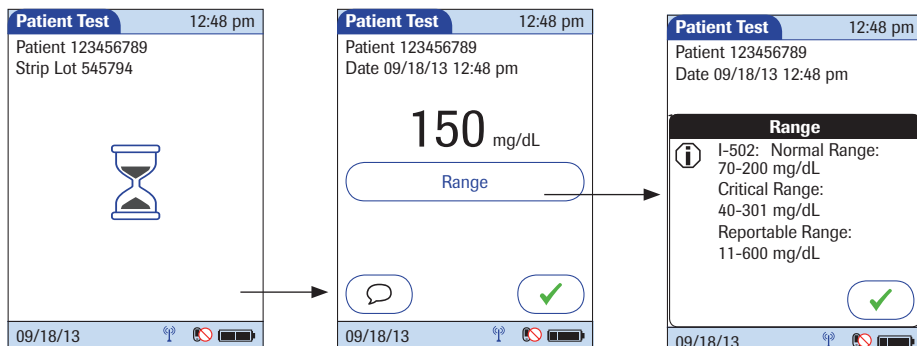 Patient Test 12:48 pm
Patient 123456789
Strip Lot 545794
09/18/13
Patient Test 12:48 pm
Patient 123456789
Date 09/18/13 12:48 pm
150 mg/dL
Range
09/18/13
Patient Test 12:48 pm
Patient 123456789
Date 09/18/13 12:48 pm
Range
I-502: Normal Range:
70-200 mg/dL
Critical Range:
40-301 mg/dL
Reportable Range:
11-600 mg/dL
09/18/13